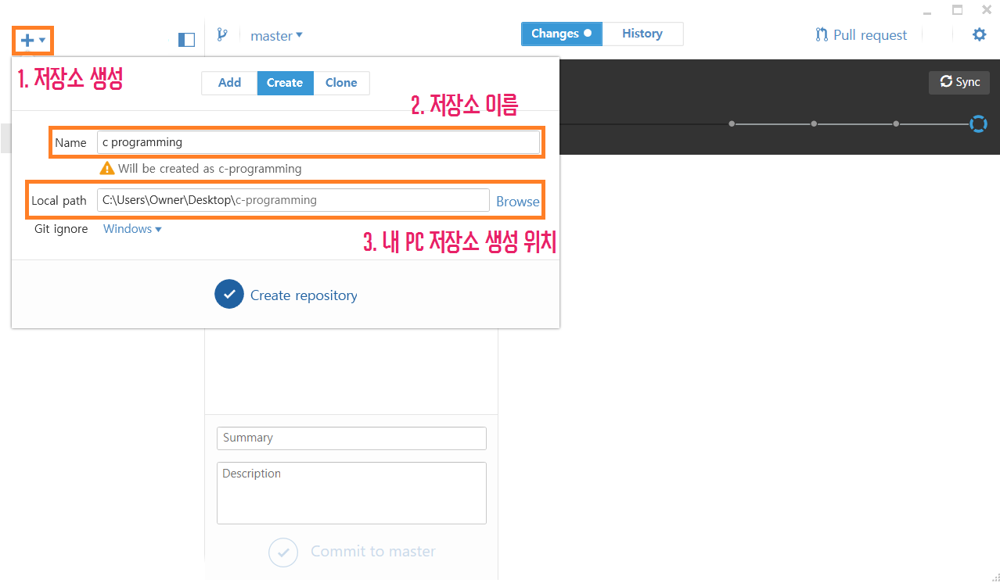 master
Changes
History
Pull request
1. 저장소 생성
Add
Create
Clone
Sync
2. 저장소 이름
Name
c programming
Will be created as c-programming
Local path
C:\Users\Owner\Desktop\c-programming
Browse
Git ignore
Windows
3. 내 PC 저장소 생성 위치
Create repository
Summary
Description
Commit to master